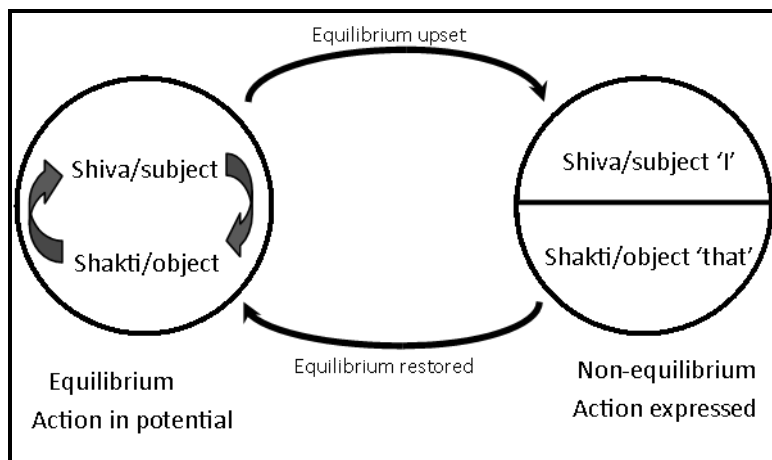 Equilibrium upset
Shiva/subject
Shakti/object
Shiva/subject ‘I’
Shakti/object ‘that’
Equilibrium restored
Equilibrium
Action in potential
Non-equilibrium
Action expressed